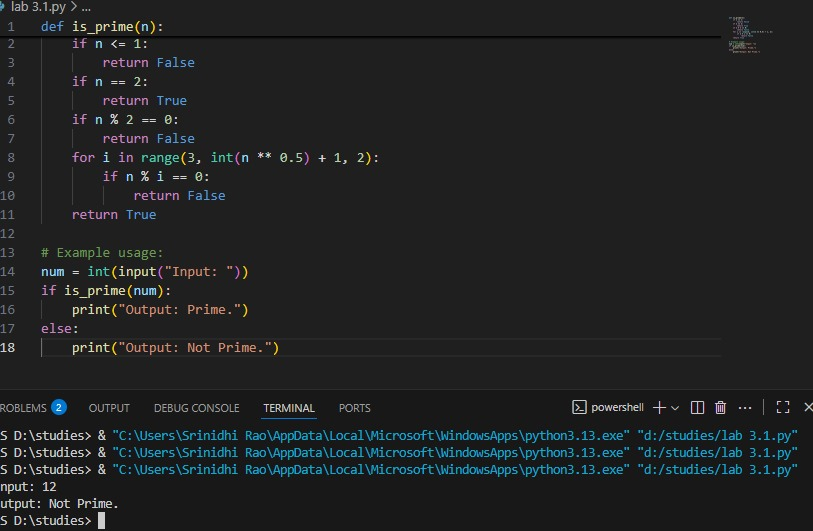 lab 3.1.py > ...
1 def is_prime(n):
2     if n <= 1:
3         return False
4     if n == 2:
5         return True
6     if n % 2 == 0:
7         return False
8     for i in range(3, int(n ** 0.5) + 1, 2):
9         if n % i == 0:
10             return False
11     return True
12
13 # Example usage:
14 num = int(input("Input: "))
15 if is_prime(num):
16     print("Output: Prime.")
17 else:
18     print("Output: Not Prime.")
ROBLEMS 2 OUTPUT DEBUG CONSOLE TERMINAL PORTS powershell
S D:\studies> & "C:\Users\Srinidhi Rao\AppData\Local\Microsoft\WindowsApps\python3.13.exe" "d:/studies/lab 3.1.py"
S D:\studies> & "C:\Users\Srinidhi Rao\AppData\Local\Microsoft\WindowsApps\python3.13.exe" "d:/studies/lab 3.1.py"
S D:\studies> & "C:\Users\Srinidhi Rao\AppData\Local\Microsoft\WindowsApps\python3.13.exe" "d:/studies/lab 3.1.py"
nput: 12
utput: Not Prime.
S D:\studies>